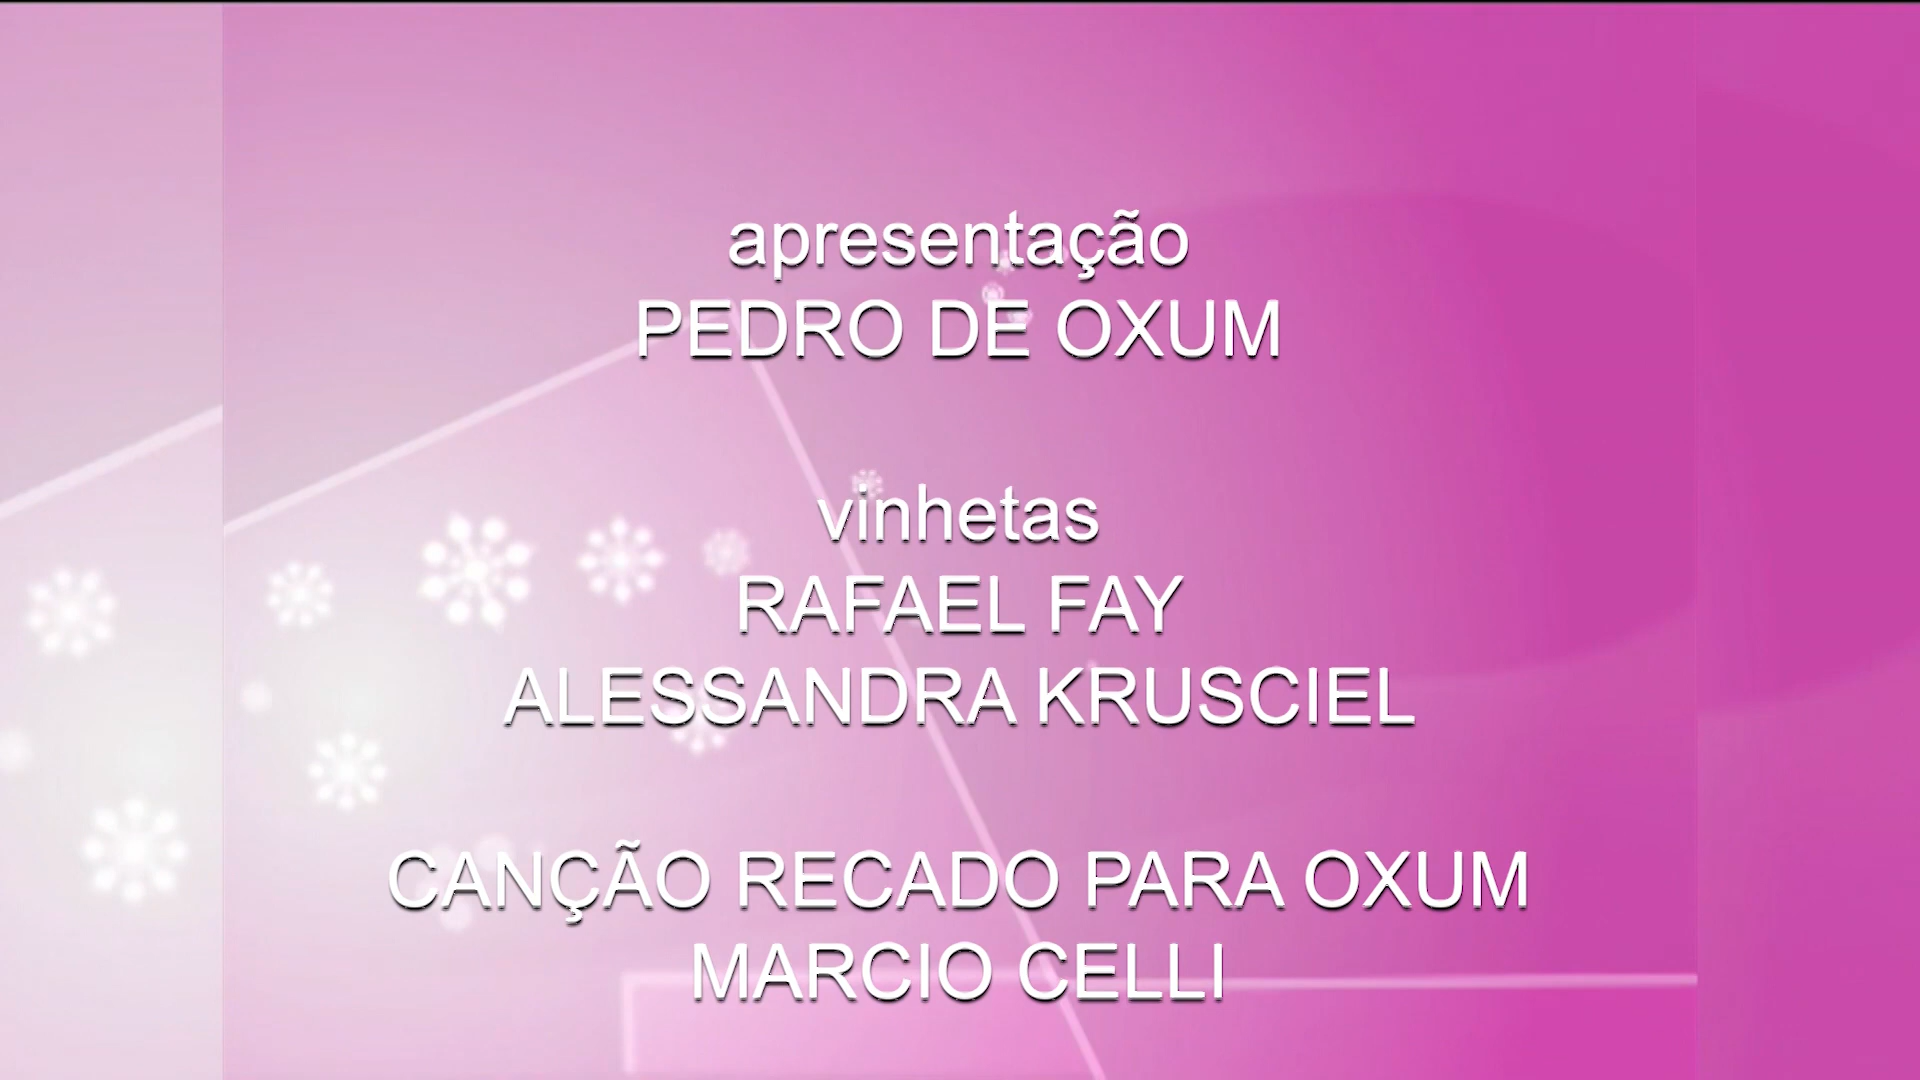 apresentação
PEDRO DE OXUM
vinhetas
RAFAEL FAY
ALESSANDRA KRUSCIEL
CANÇÃO RECADO PARA OXUM
MARCIO CELLI